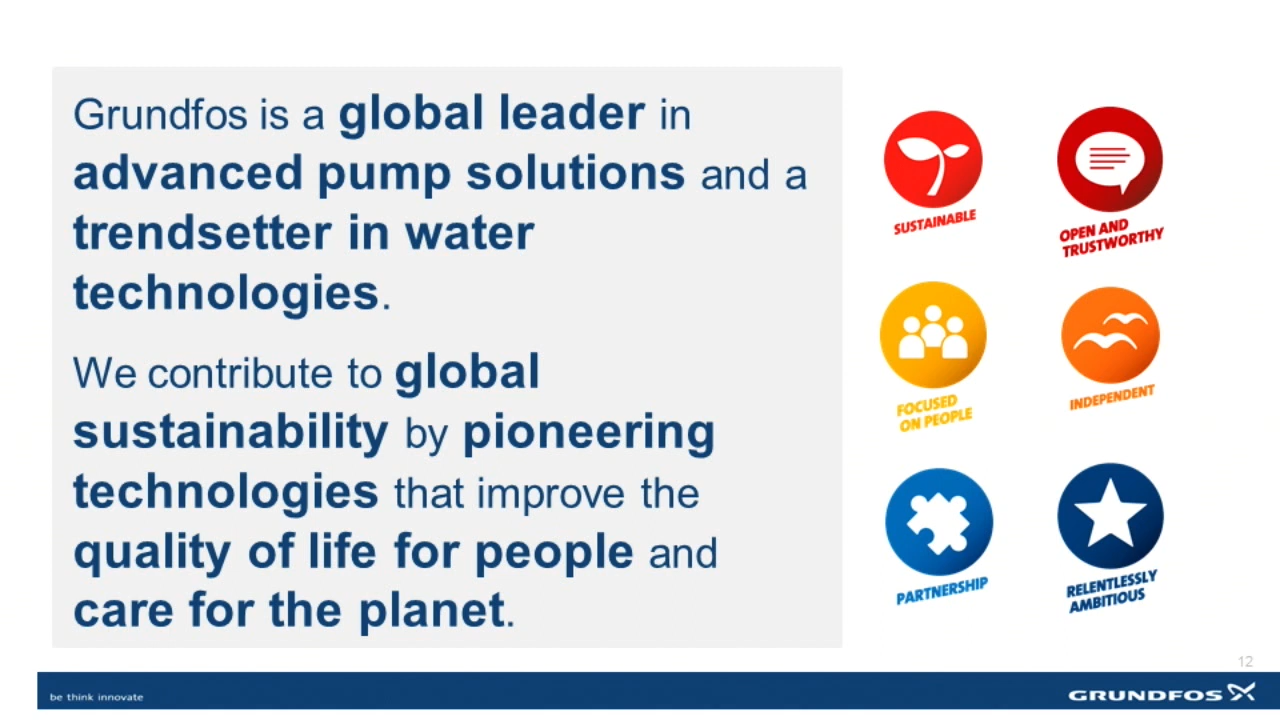 Grundfos is a global leader in
advanced pump solutions and a
trendsetter in water
technologies.
We contribute to global
sustainability by pioneering
technologies that improve the
quality of life for people and
care for the planet.
SUSTAINABLE
OPEN AND
TRUSTWORTHY
FOCUSED
ON PEOPLE
INDEPENDENT
PARTNERSHIP
RELENTLESSLY
AMBITIOUS
12
be think innovate
GRUNDFOS